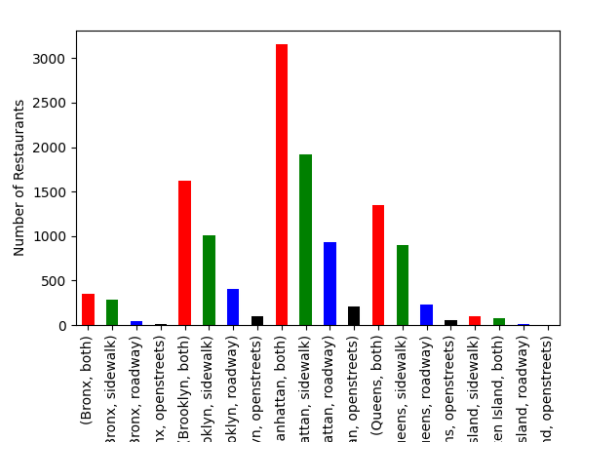 3000
2500
2000
1500
1000
500
0
Number of Restaurants
(Bronx, both)
Bronx, sidewalk)
Bronx, roadway)
nx, openstreets)
(Brooklyn, both)
oklyn, sidewalk)
oklyn, roadway)
yn, openstreets)
anhattan, both)
attan, sidewalk)
attan, roadway)
an, openstreets)
(Queens, both)
ueens, sidewalk)
ueens, roadway)
ns, openstreets)
sland, sidewalk)
en Island, both)
sland, roadway)
nd, openstreets)